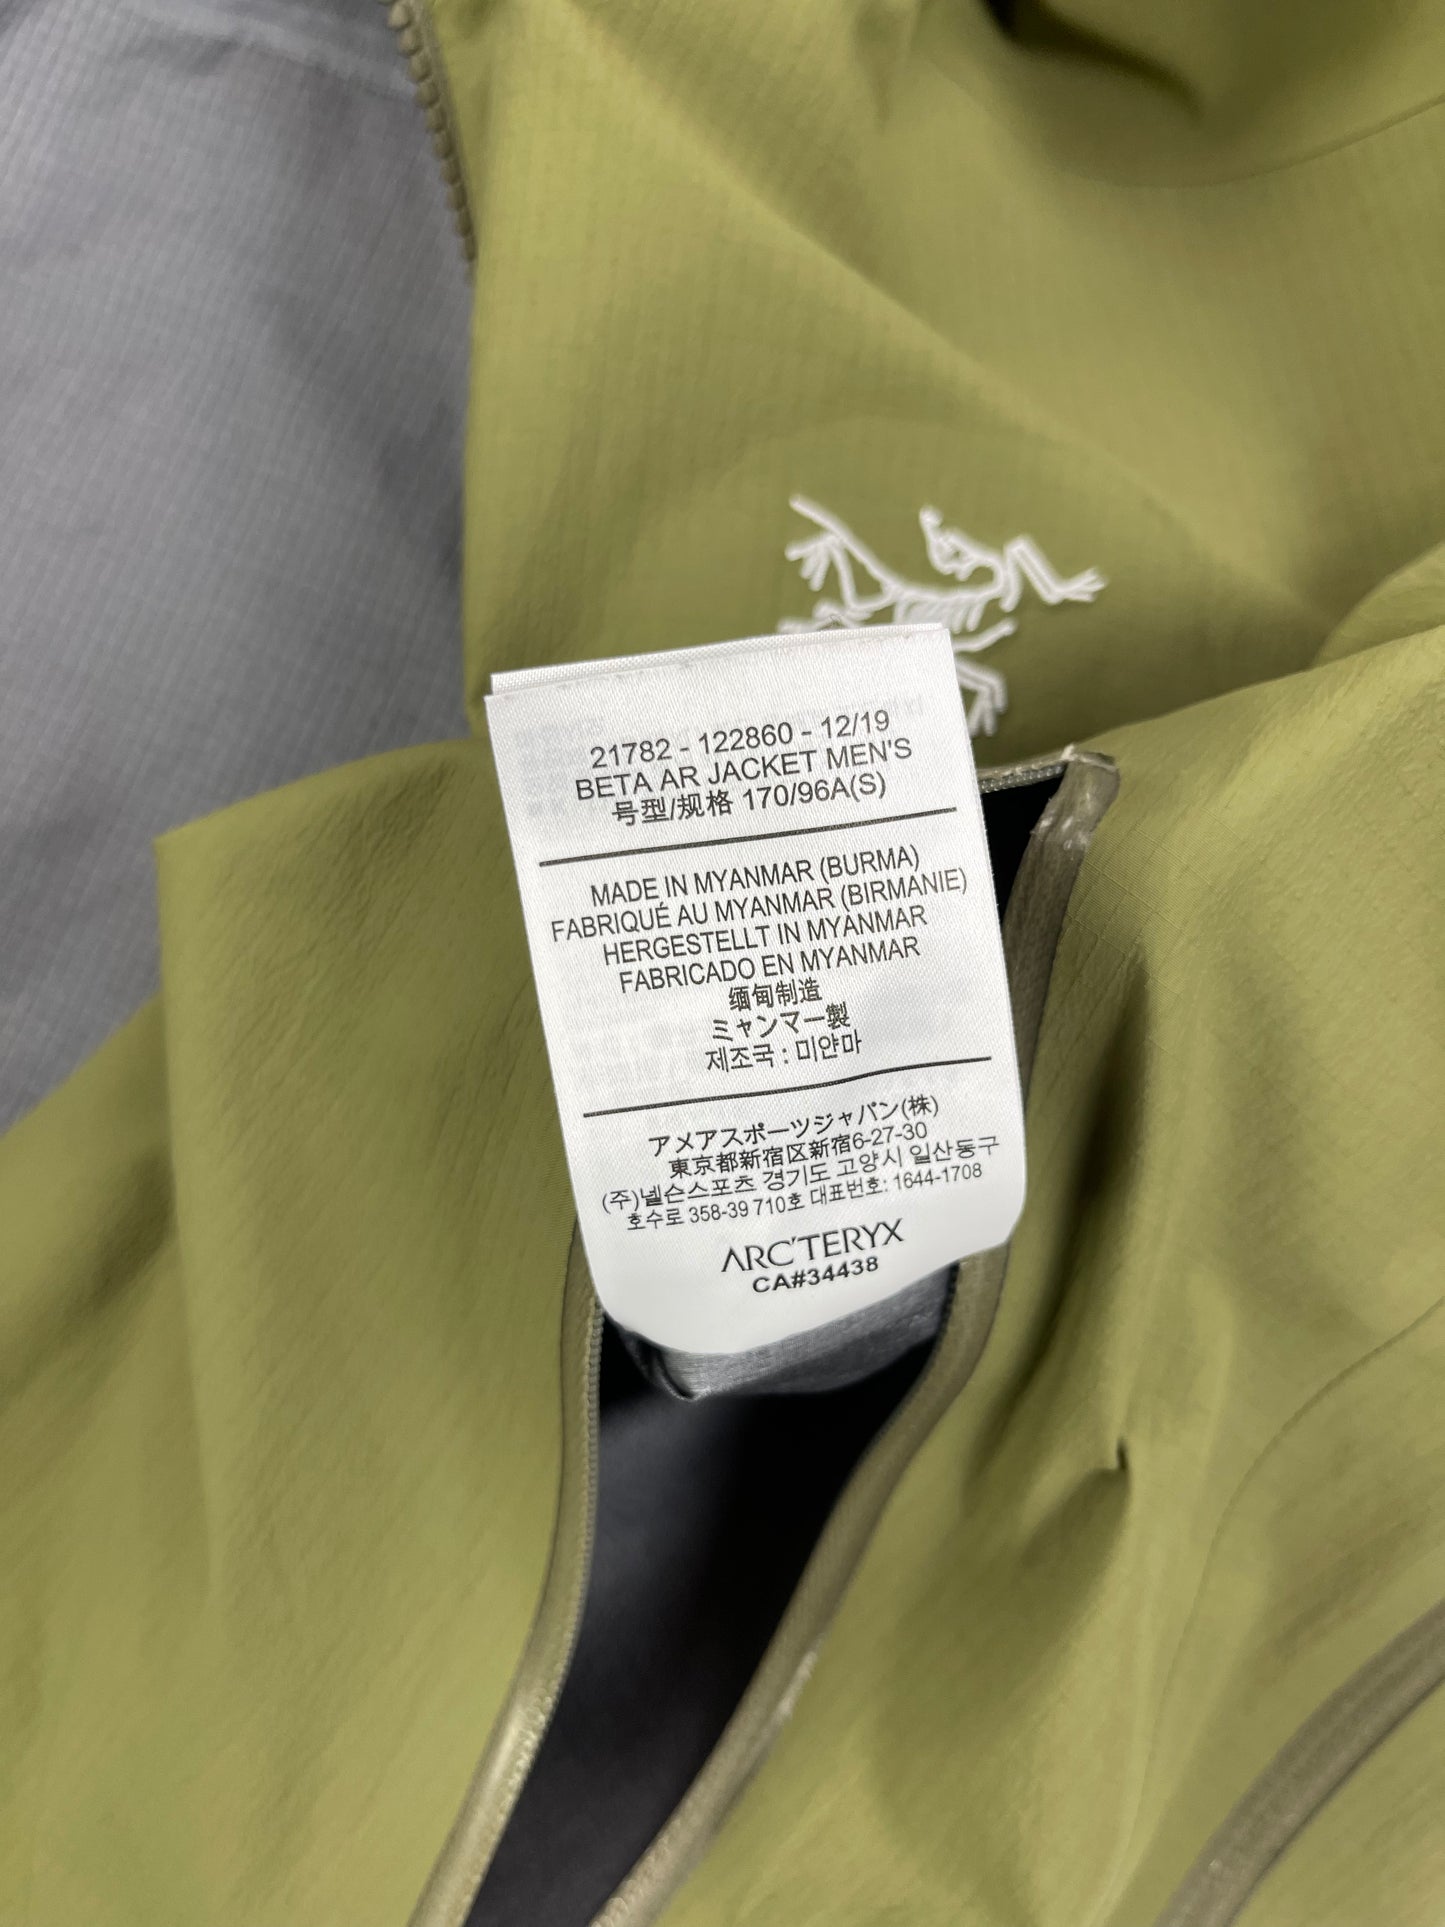 21782 - 122860 - 12/19
BETA AR JACKET MEN'S
号型/规格 170/96A(S)
MADE IN MYANMAR (BURMA)
FABRIQUÉ AU MYANMAR (BIRMANIE)
HERGESTELLT IN MYANMAR
FABRICADO EN MYANMAR
缅甸制造
ミャンマー製
제조국 : 미얀마
アメアスポーツジャパン(株)
東京都新宿区新宿6-27-30
(주)넬슨스포츠 경기도 고양시 일산동구
호수로 358-39 710호 대표번호: 1644-1708
ARC'TERYX
CA#34438